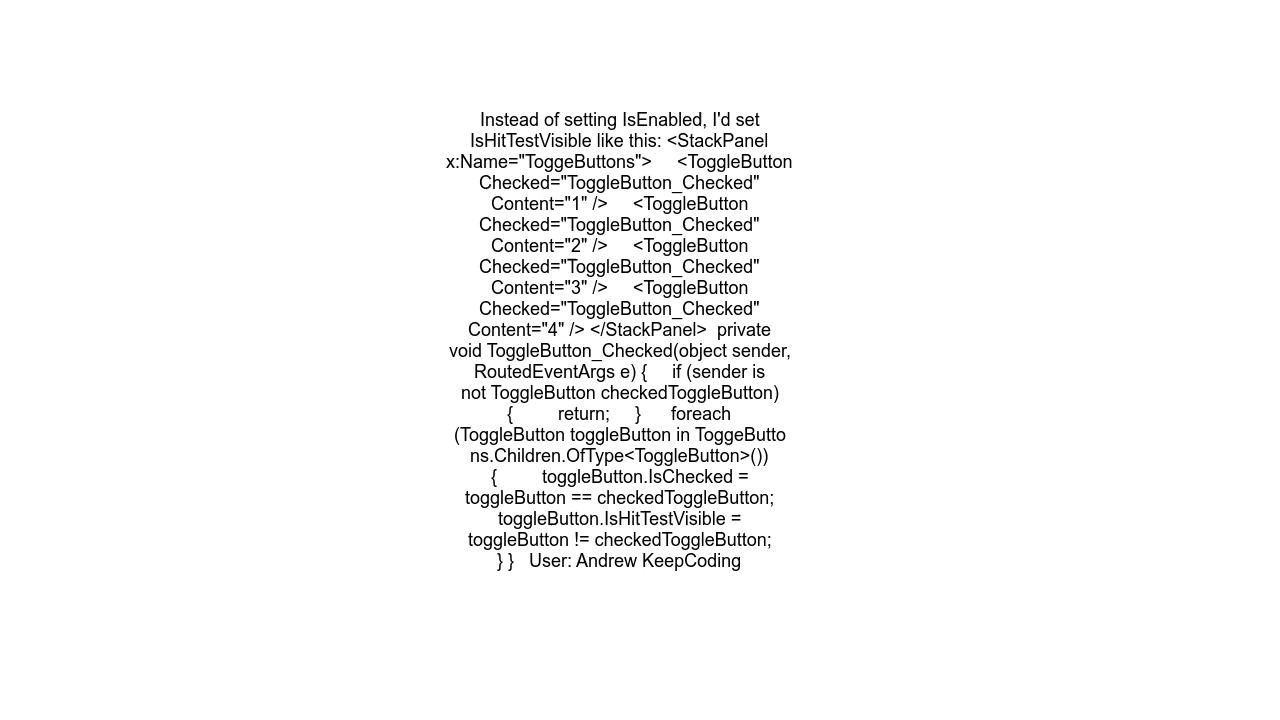 Instead of setting IsEnabled, I'd set
IsHitTestVisible like this: <StackPanel
x:Name="ToggeButtons">     <ToggleButton
Checked="ToggleButton_Checked"
Content="1" />     <ToggleButton
Checked="ToggleButton_Checked"
Content="2" />     <ToggleButton
Checked="ToggleButton_Checked"
Content="3" />     <ToggleButton
Checked="ToggleButton_Checked"
Content="4" /> </StackPanel>  private
void ToggleButton_Checked(object sender,
RoutedEventArgs e) {     if (sender is
not ToggleButton checkedToggleButton)
{         return;     }      foreach
(ToggleButton toggleButton in ToggeButto
ns.Children.OfType<ToggleButton>())
{         toggleButton.IsChecked =
toggleButton == checkedToggleButton;
toggleButton.IsHitTestVisible =
toggleButton != checkedToggleButton;
} }   User: Andrew KeepCoding